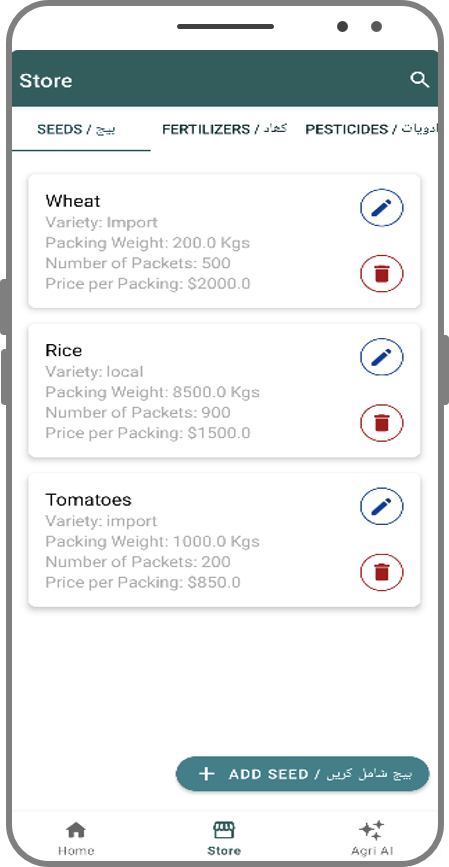 Store
SEEDS / بیج
FERTILIZERS / کھاد
PESTICIDES / ادویات
Wheat
Variety: Import
Packing Weight: 200.0 Kgs
Number of Packets: 500
Price per Packing: $2000.0
Rice
Variety: local
Packing Weight: 8500.0 Kgs
Number of Packets: 900
Price per Packing: $1500.0
Tomatoes
Variety: import
Packing Weight: 1000.0 Kgs
Number of Packets: 200
Price per Packing: $850.0
+ ADD SEED / بیج شامل کریں
Home
Store
Agri AI